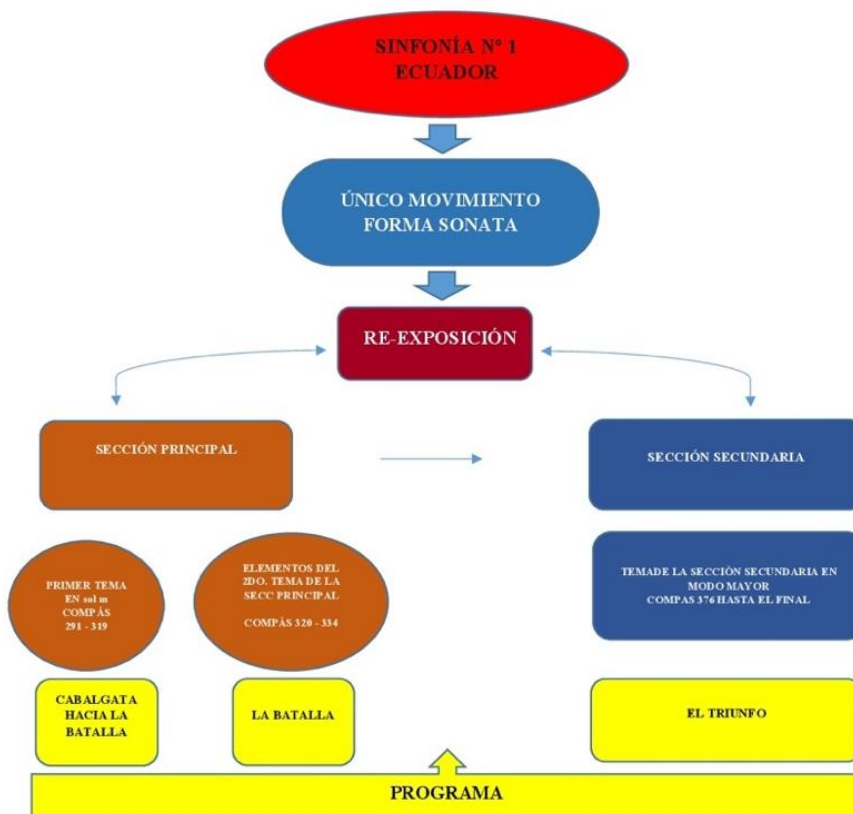 SINFONÍA Nº 1
ECUADOR
ÚNICO MOVIMIENTO
FORMA SONATA
RE-EXPOSICIÓN
SECCIÓN PRINCIPAL
SECCIÓN SECUNDARIA
PRIMER TEMA
EN sol m
COMPÁS
291 - 319
ELEMENTOS DEL
2DO. TEMA DE LA
SECC PRINCIPAL
COMPÁS 320 - 334
TEMADE LA SECCIÓN SECUNDARIA EN
MODO MAYOR
COMPAS 376 HASTA EL FINAL
CABALGATA
HACIA LA
BATALLA
LA BATALLA
EL TRIUNFO
PROGRAMA